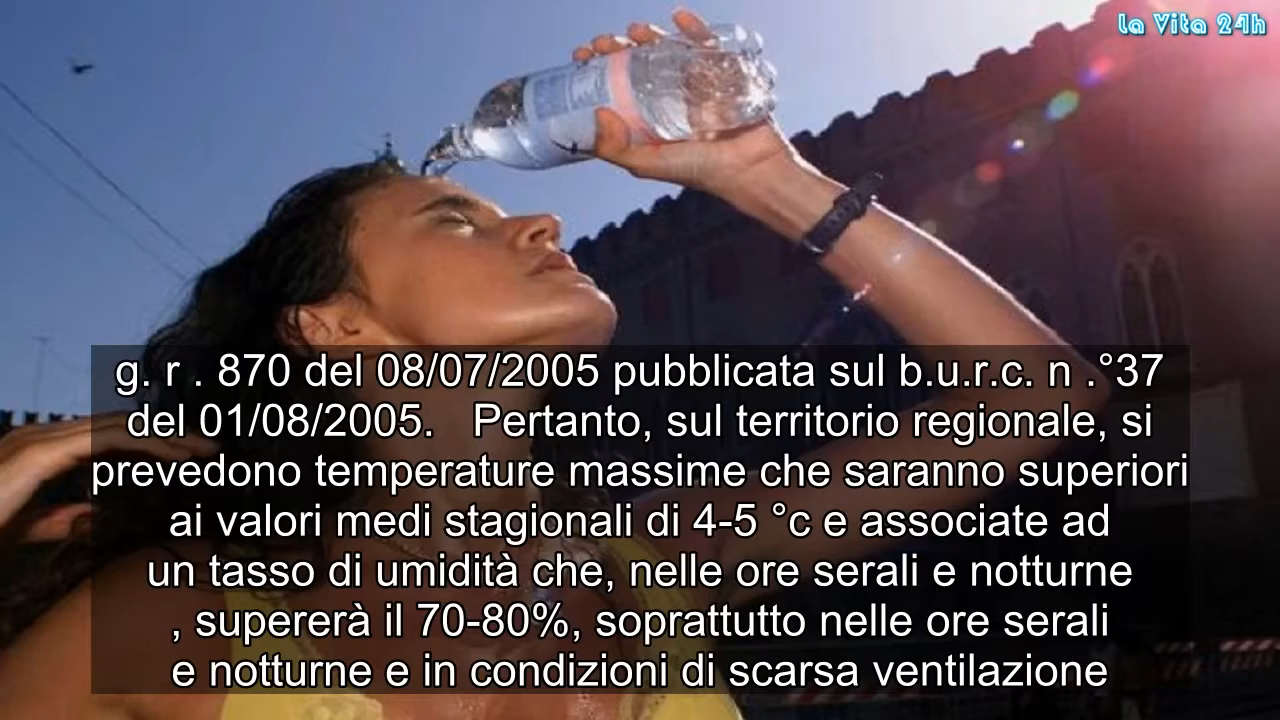 La Vita 24h
g. r . 870 del 08/07/2005 pubblicata sul b.u.r.c. n .°37
del 01/08/2005.   Pertanto, sul territorio regionale, si
prevedono temperature massime che saranno superiori
ai valori medi stagionali di 4-5 °c e associate ad
un tasso di umidità che, nelle ore serali e notturne
, supererà il 70-80%, soprattutto nelle ore serali
e notturne e in condizioni di scarsa ventilazione